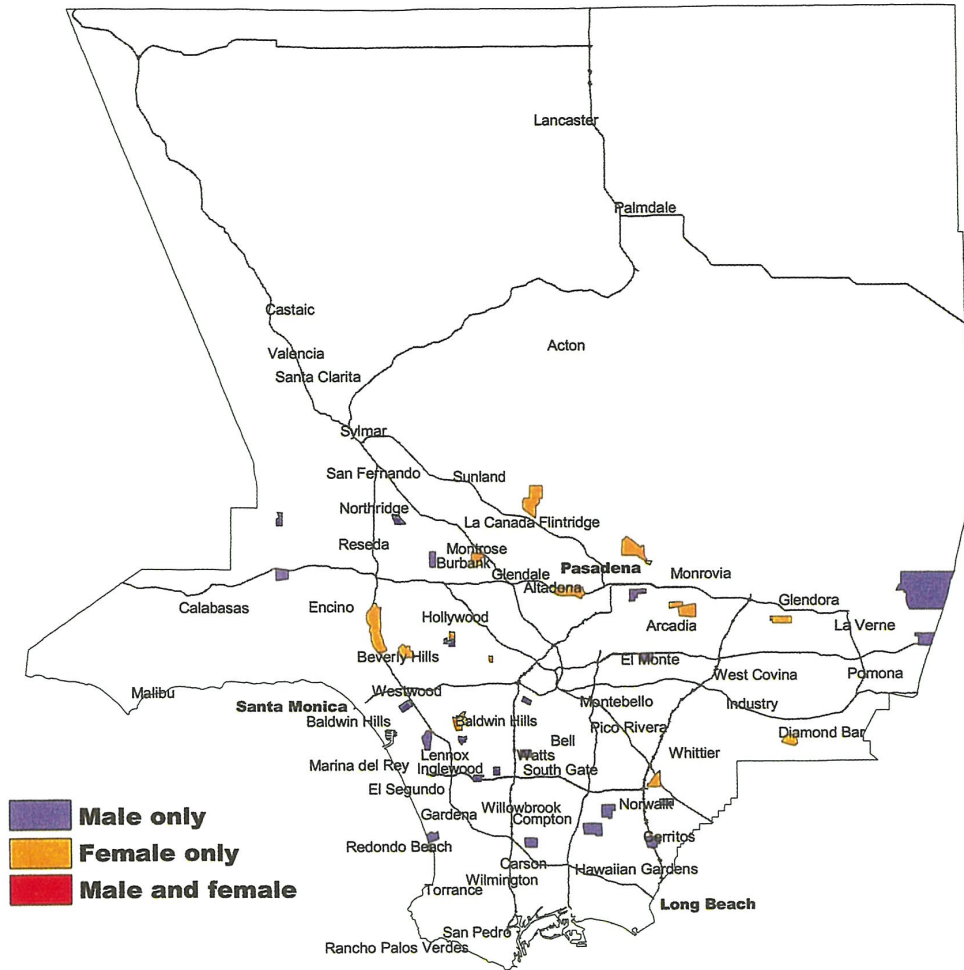 Lancaster
Palmdale
Castaic
Acton
Valencia
Santa Clarita
Sylmar
San Fernando
Sunland
Northridge
La Canada Flintridge
Reseda
Montrose
Burbank
Pasadena
Glendale
Monrovia
Altadena
Calabasas
Encino
Glendora
Hollywood
Arcadia
La Verne
Beverly Hills
El Monte
West Covina
Pomona
Malibu
Westwood
Santa Monica
Montebello
Industry
Baldwin Hills
Baldwin Hills
Pico Rivera
Diamond Bar
Bell
Whittier
Lennox
Watts
Marina del Rey
Inglewood
South Gate
El Segundo
Male only
Willowbrook
Norwalk
Gardena
Compton
Cerritos
Redondo Beach
Female only
Carson
Hawaiian Gardens
Wilmington
Torrance
Male and female
Long Beach
San Pedro
Rancho Palos Verdes